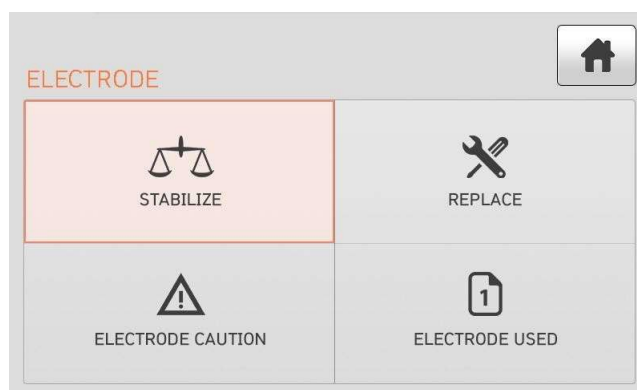 ELECTRODE
STABILIZE
REPLACE
1
ELECTRODE CAUTION
ELECTRODE USED